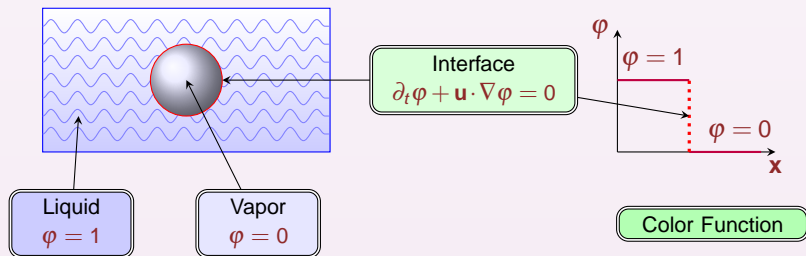 Interface
∂ₜφ + u · ∇φ = 0
Liquid
φ = 1
Vapor
φ = 0
φ
φ = 1
φ = 0
x
Color Function